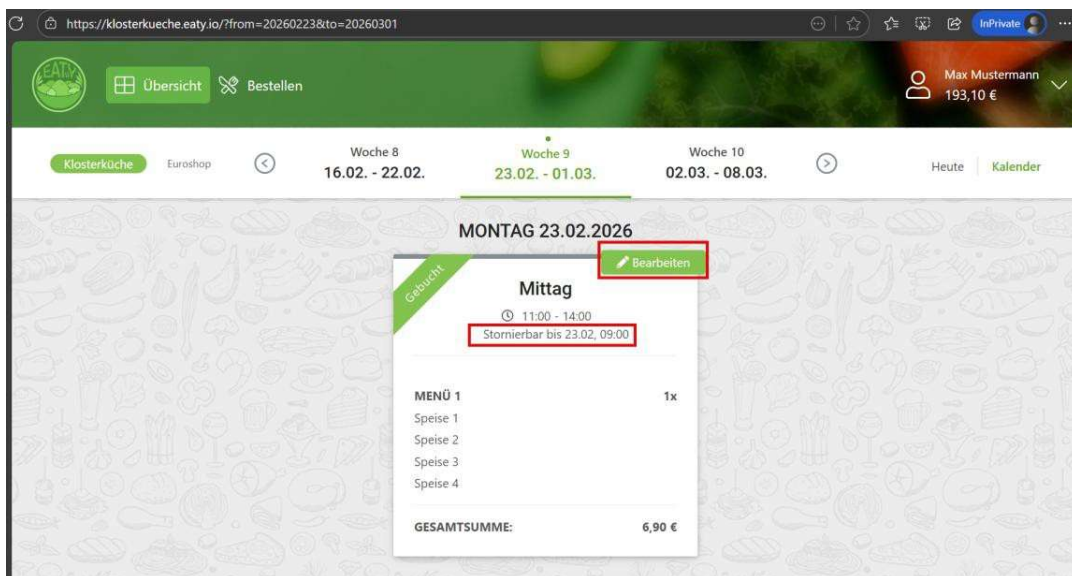 https://klosterkueche.eaty.io/?from=20260223&to=20260301
InPrivate
EATY
Übersicht
Bestellen
Max Mustermann
193,10 €
Klosterküche
Euroshop
Woche 8
16.02. - 22.02.
Woche 9
23.02. - 01.03.
Woche 10
02.03. - 08.03.
Heute
Kalender
MONTAG 23.02.2026
Gebucht
Bearbeiten
Mittag
11:00 - 14:00
Stornierbar bis 23.02, 09:00
MENÜ 1 1x
Speise 1
Speise 2
Speise 3
Speise 4
GESAMTSUMME: 6,90 €